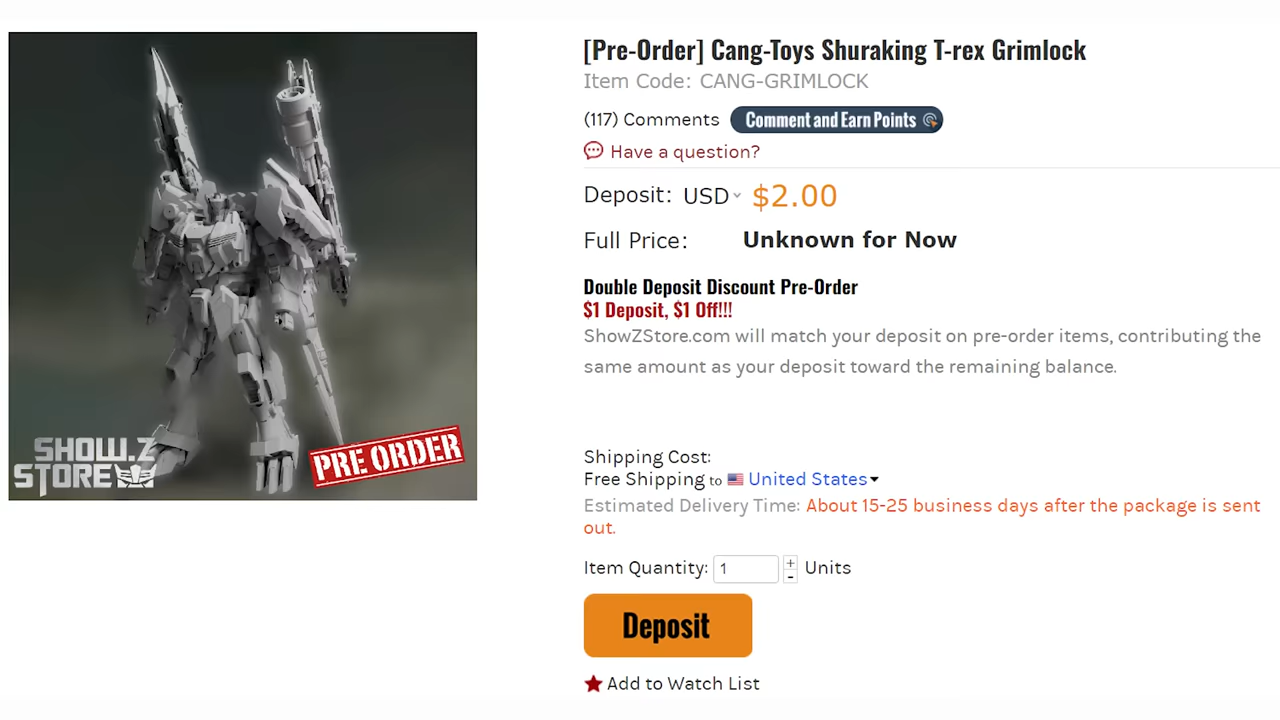 [Pre-Order] Cang-Toys Shuraking T-rex Grimlock
Item Code: CANG-GRIMLOCK
(117) Comments Comment and Earn Points
Have a question?
Deposit: USD $2.00
Full Price: Unknown for Now
Double Deposit Discount Pre-Order
$1 Deposit, $1 Off!!!
ShowZStore.com will match your deposit on pre-order items, contributing the
same amount as your deposit toward the remaining balance.
SHOW.Z
STORE
PRE ORDER
Shipping Cost:
Free Shipping to United States
Estimated Delivery Time: About 15-25 business days after the package is sent
out.
Item Quantity: 1 + - Units
Deposit
Add to Watch List